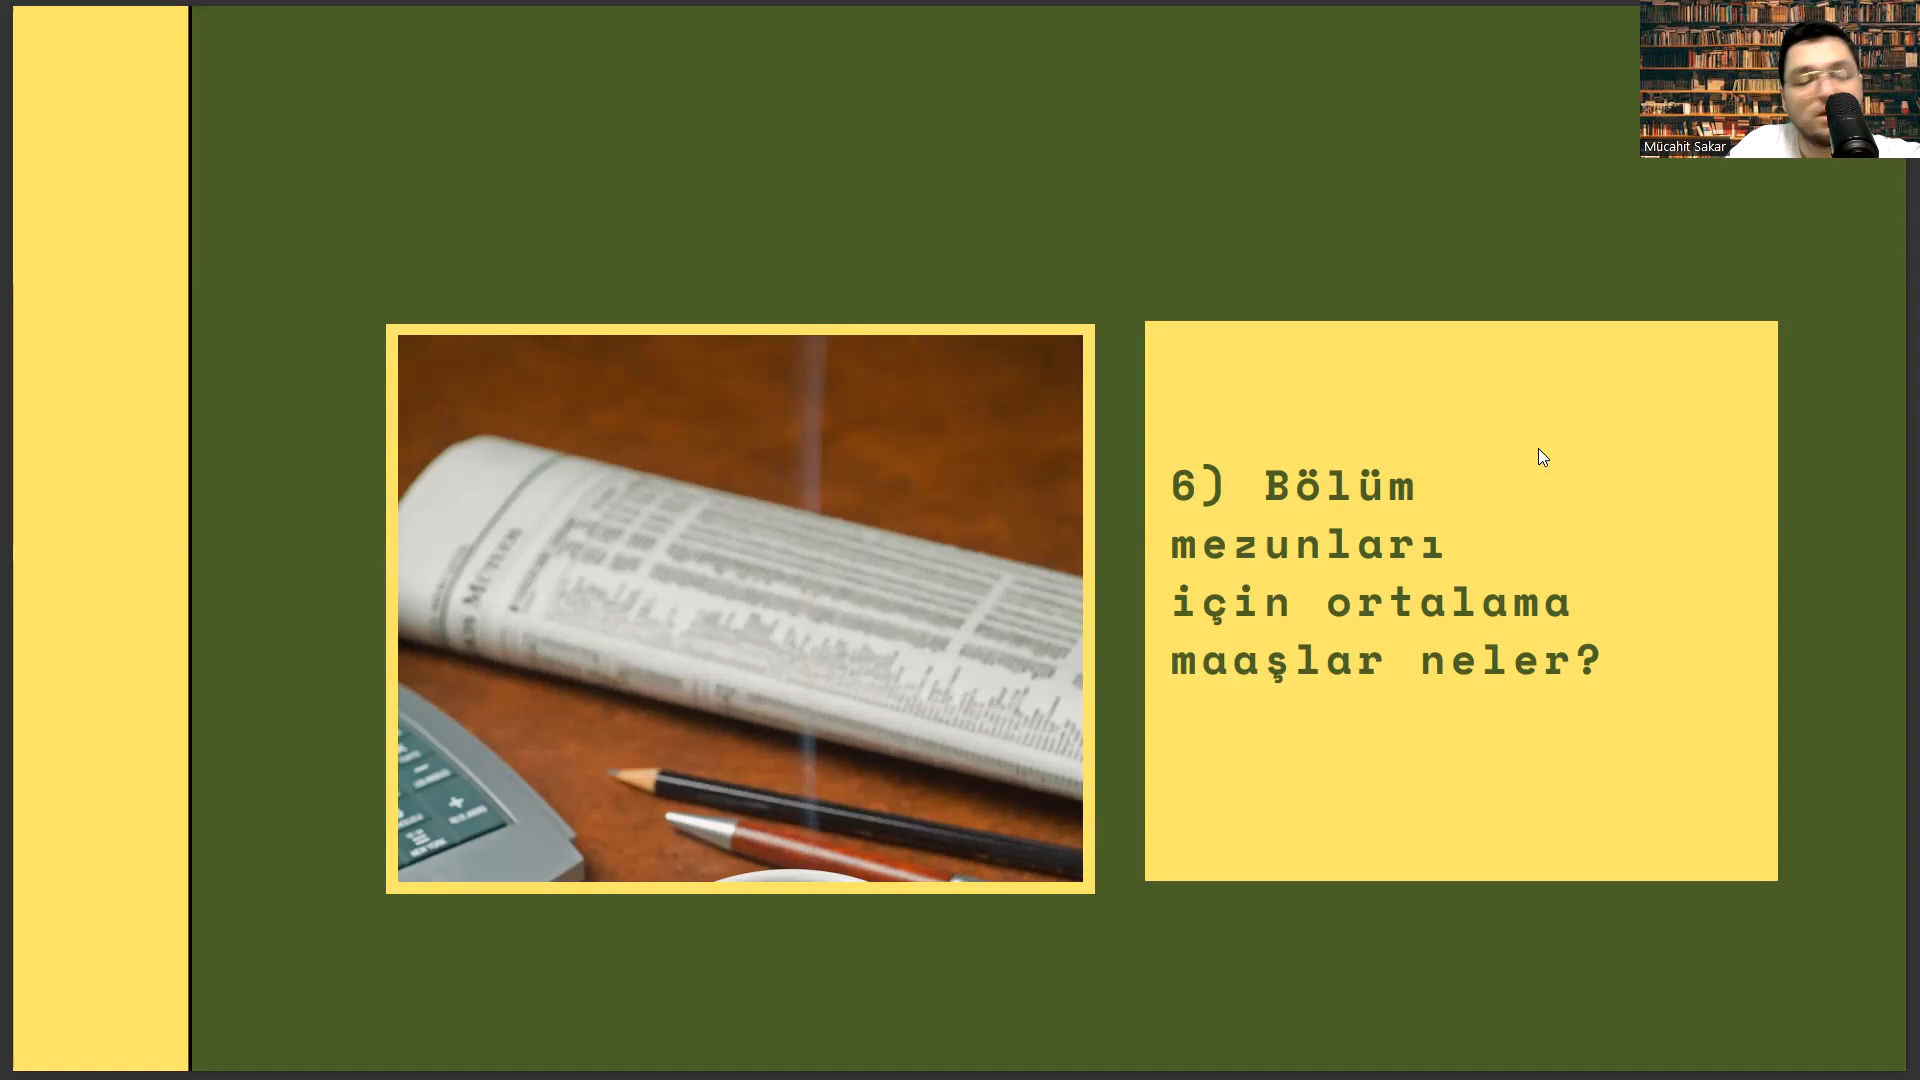 Mücahit Sakar
6) Bölüm
mezunları
için ortalama
maaşlar neler?